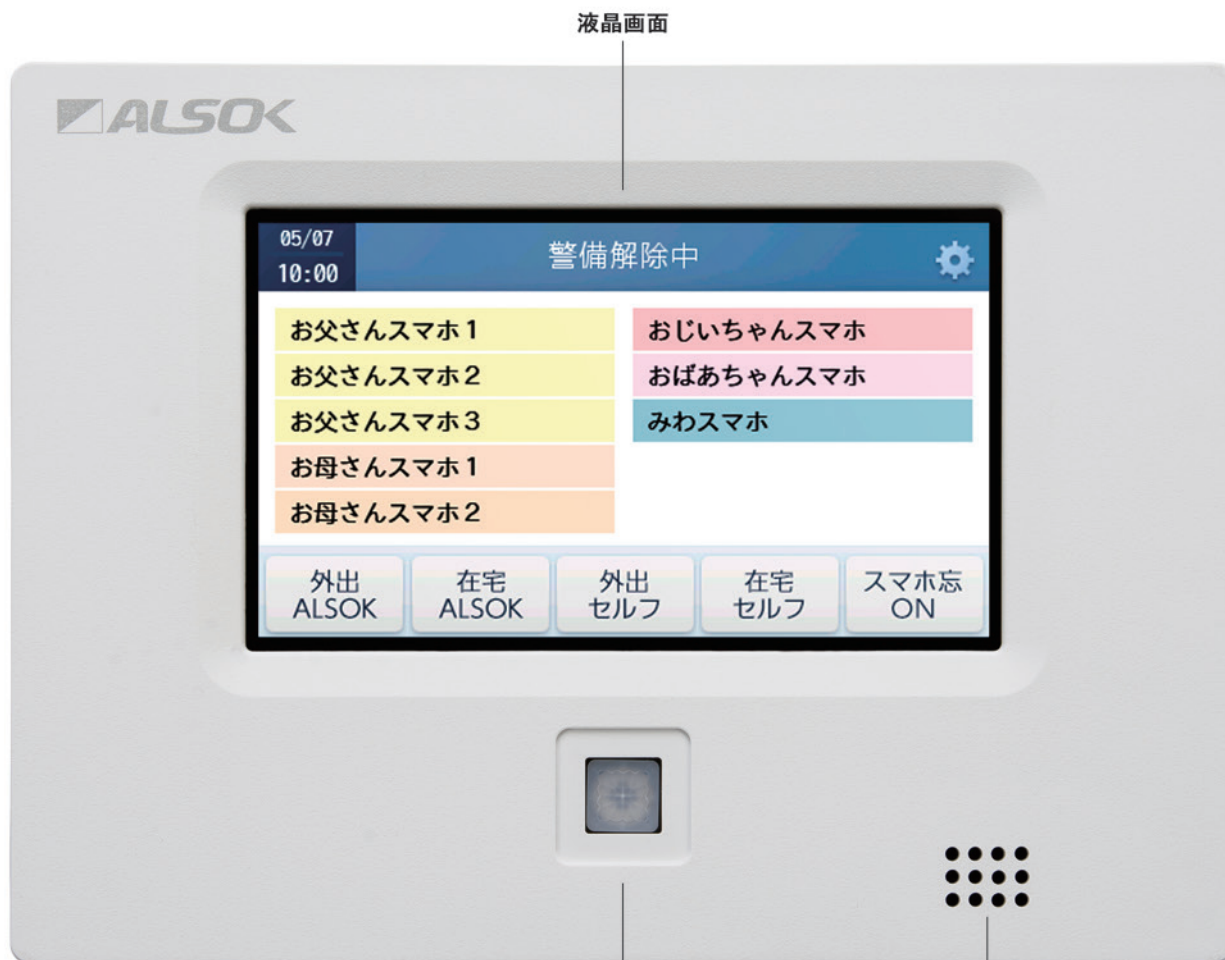 液晶画面
ALSOK
05/07
10:00
警備解除中
お父さんスマホ1
お父さんスマホ2
お父さんスマホ3
お母さんスマホ1
お母さんスマホ2
おじいちゃんスマホ
おばあちゃんスマホ
みわスマホ
外出
ALSOK
在宅
ALSOK
外出
セルフ
在宅
セルフ
スマホ忘
ON